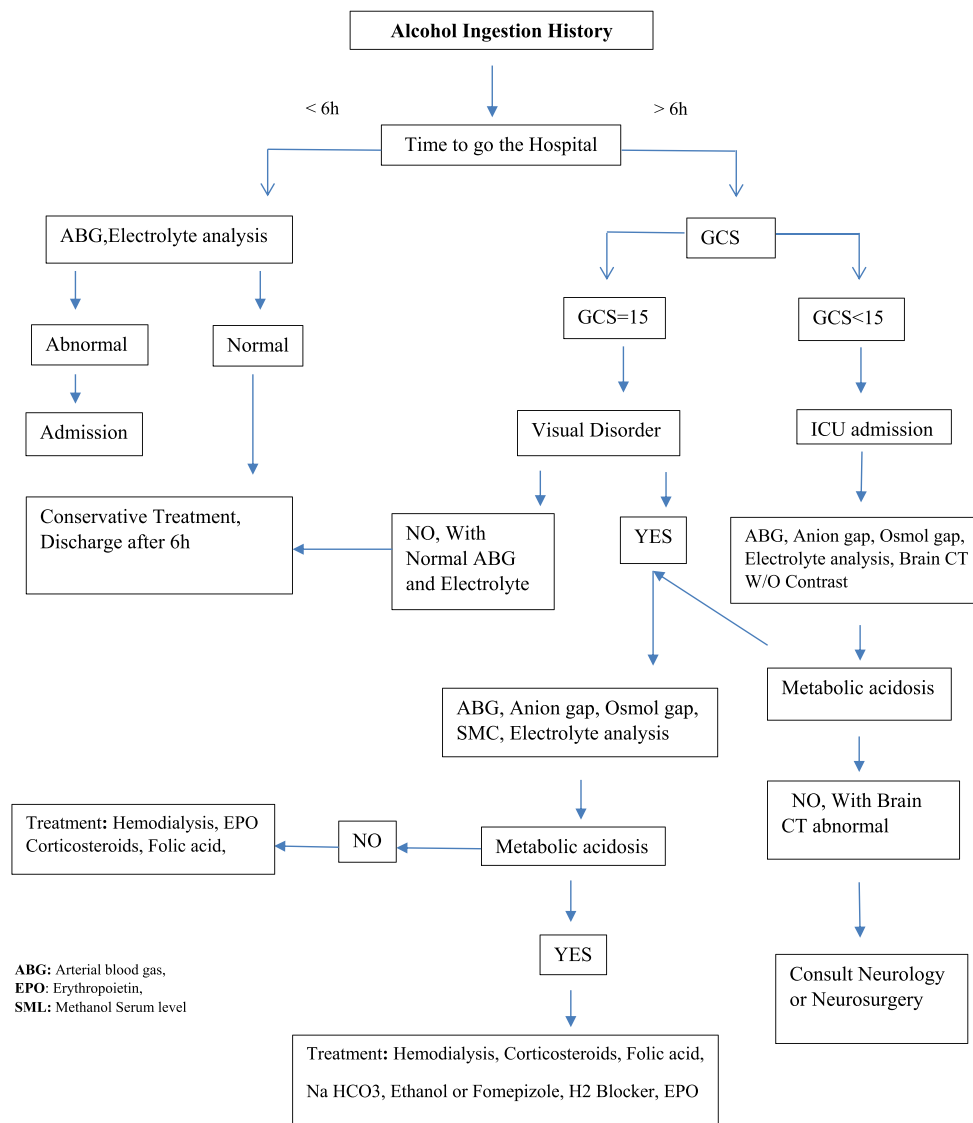 Alcohol Ingestion History
< 6h
> 6h
Time to go the Hospital
ABG,Electrolyte analysis
GCS
Abnormal
Normal
GCS=15
GCS<15
Admission
Visual Disorder
ICU admission
Conservative Treatment,
Discharge after 6h
NO, With
Normal ABG
and Electrolyte
YES
ABG, Anion gap, Osmol gap,
Electrolyte analysis, Brain CT
W/O Contrast
ABG, Anion gap, Osmol gap,
SMC, Electrolyte analysis
Metabolic acidosis
Treatment: Hemodialysis, EPO
Corticosteroids, Folic acid,
NO
Metabolic acidosis
NO, With Brain
CT abnormal
YES
Consult Neurology
or Neurosurgery
ABG: Arterial blood gas,
EPO: Erythropoietin,
SML: Methanol Serum level
Treatment: Hemodialysis, Corticosteroids, Folic acid,
Na HCO3, Ethanol or Fomepizole, H2 Blocker, EPO